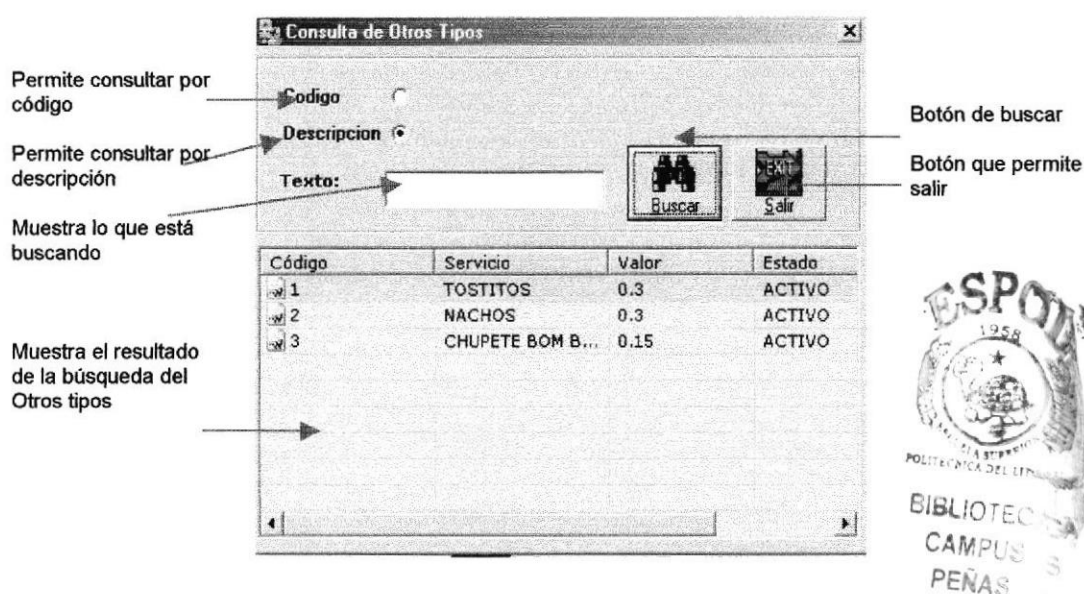 Consulta de Otros Tipos
Permite consultar por
código
Permite consultar por
descripción
Muestra lo que está
buscando
Muestra el resultado
de la búsqueda del
Otros tipos
Codigo
Descripcion
Texto:
Buscar
EXIT
Salir
Botón de buscar
Botón que permite
salir
Código Servicio Valor Estado
1 TOSTITOS 0.3 ACTIVO
2 NACHOS 0.3 ACTIVO
3 CHUPETE BOM B... 0.15 ACTIVO
1958
POLITECNICA DEL
CAMPUS
PEÑAS